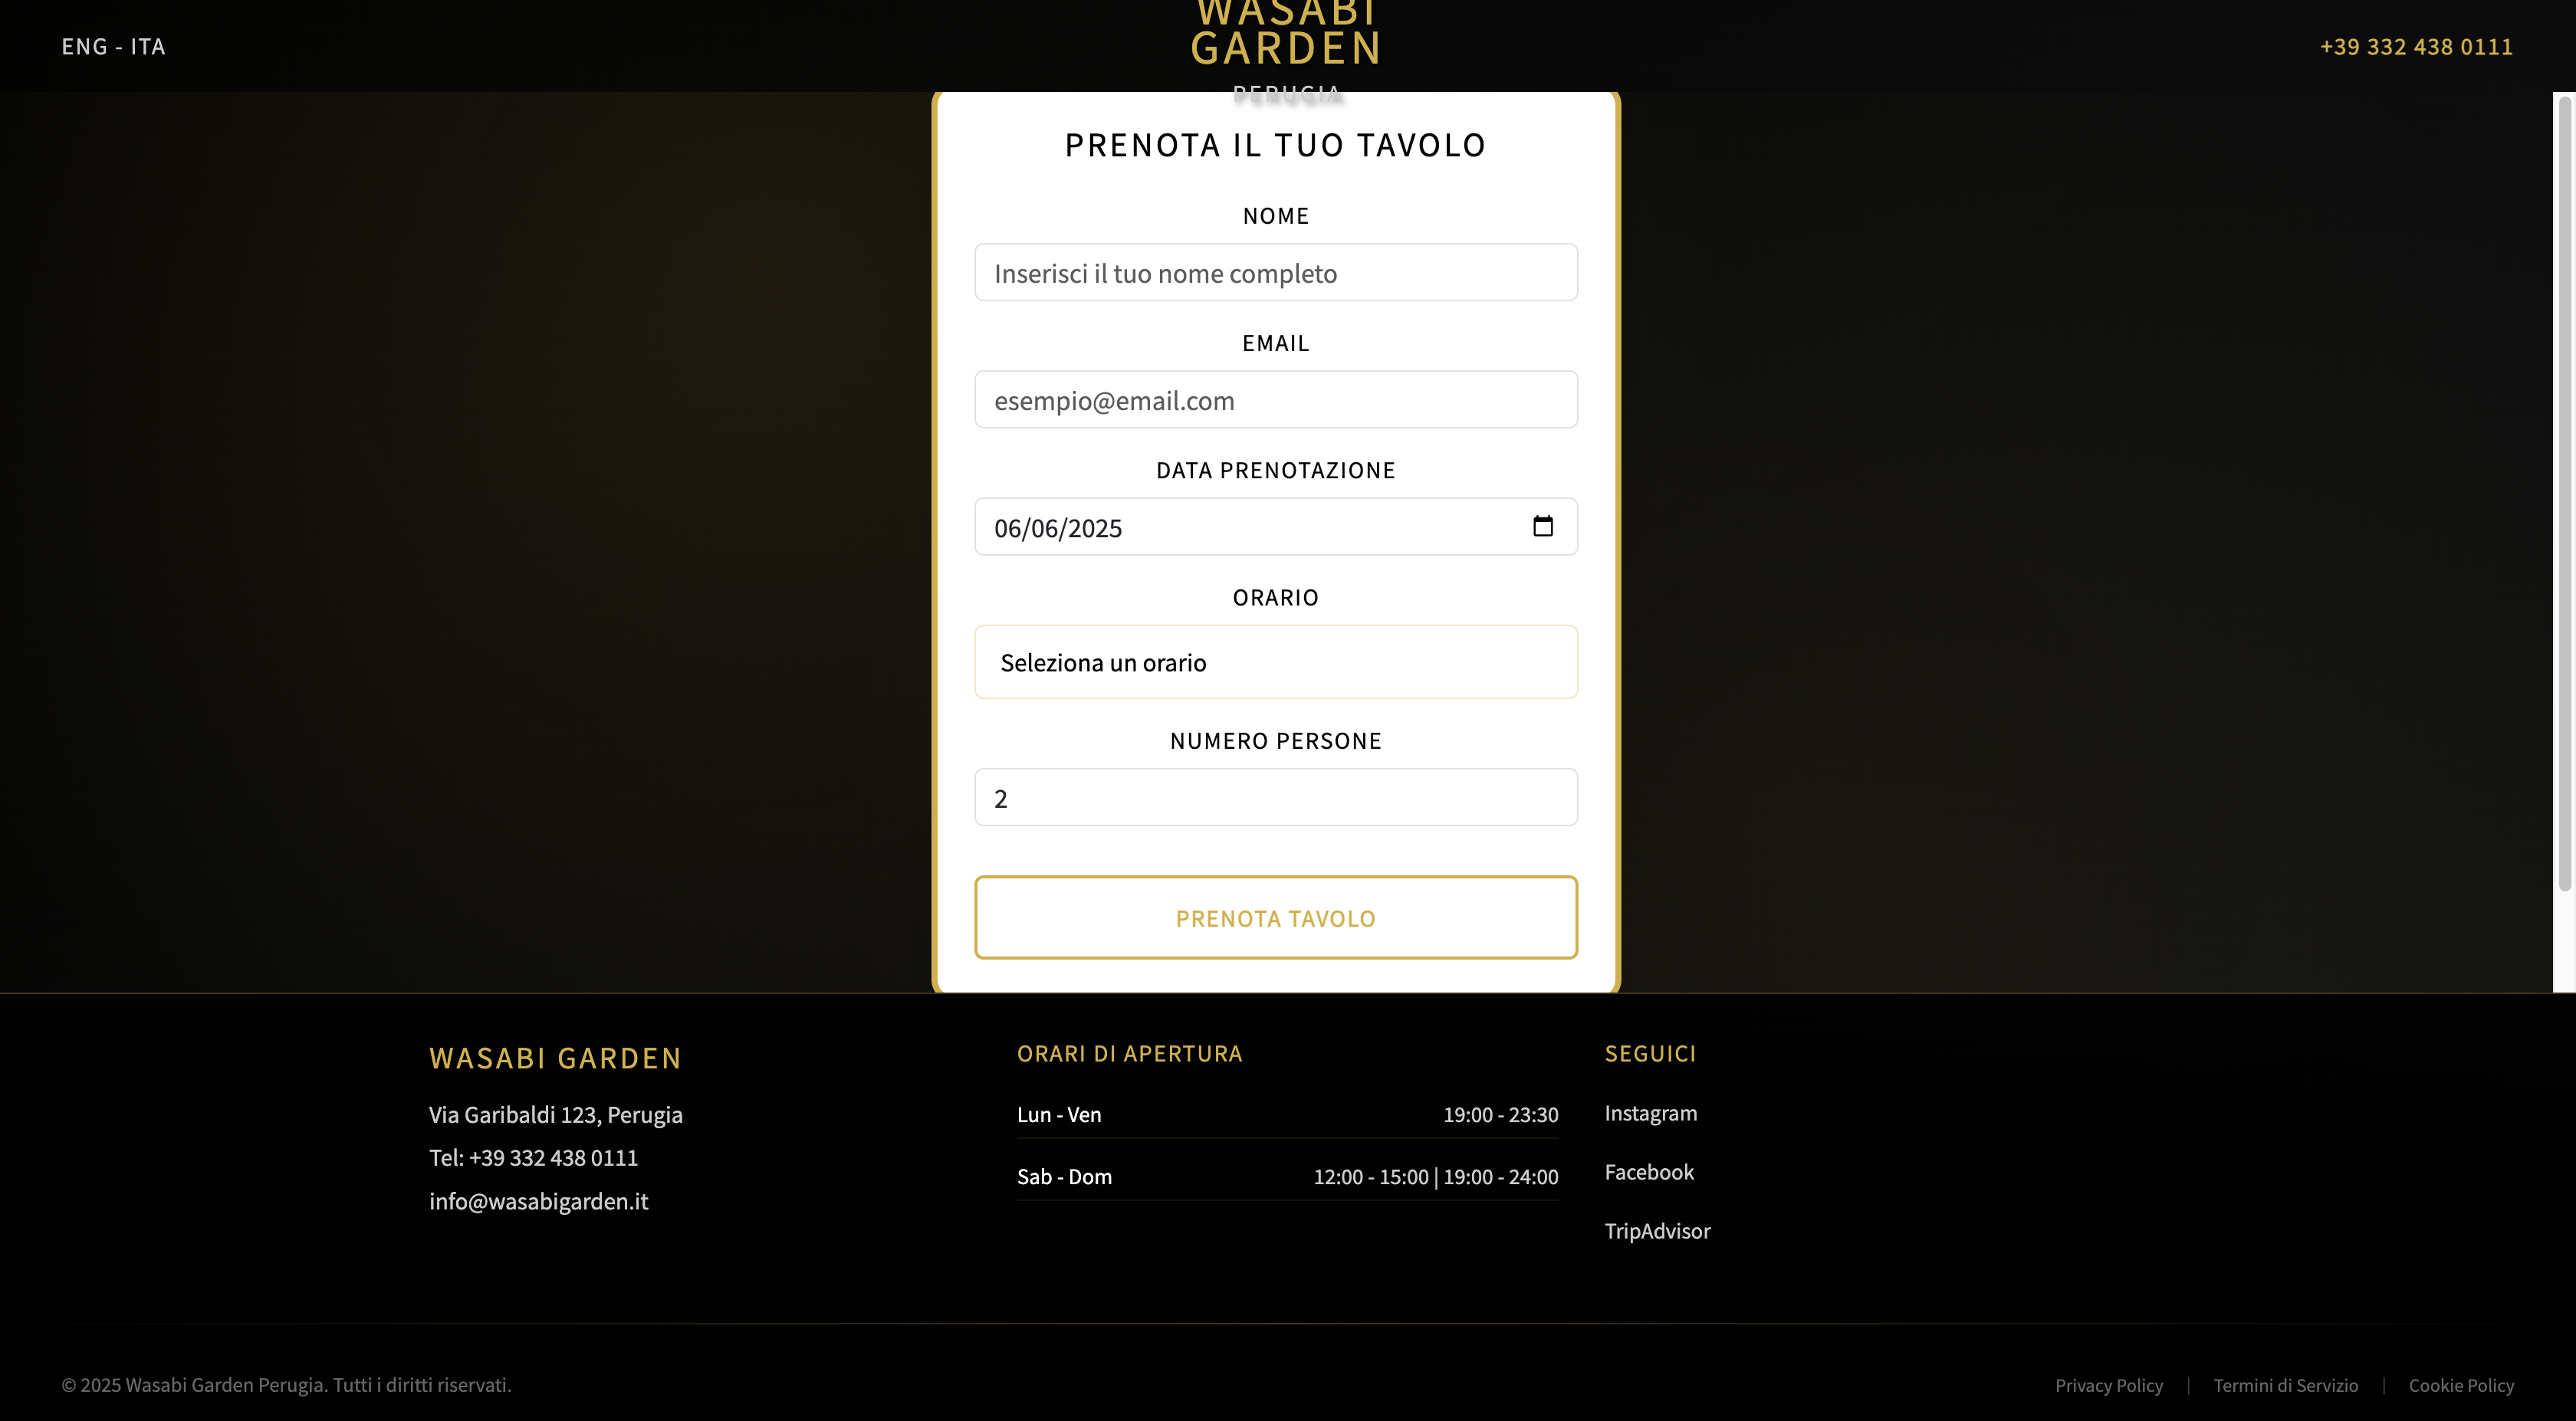 ENG - ITA
WASABI
GARDEN
PERUGIA
+39 332 438 0111
PRENOTA IL TUO TAVOLO
NOME
Inserisci il tuo nome completo
EMAIL
esempio@email.com
DATA PRENOTAZIONE
06/06/2025
ORARIO
Seleziona un orario
NUMERO PERSONE
2
PRENOTA TAVOLO
WASABI GARDEN
Via Garibaldi 123, Perugia
Tel: +39 332 438 0111
info@wasabigarden.it
ORARI DI APERTURA
Lun - Ven 19:00 - 23:30
Sab - Dom 12:00 - 15:00 | 19:00 - 24:00
SEGUICI
Instagram
Facebook
TripAdvisor
© 2025 Wasabi Garden Perugia. Tutti i diritti riservati.
Privacy Policy | Termini di Servizio | Cookie Policy